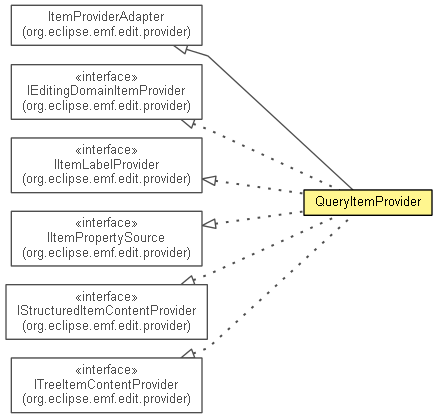 ItemProviderAdapter
(org.eclipse.emf.edit.provider)
«interface»
IEditingDomainItemProvider
(org.eclipse.emf.edit.provider)
«interface»
IItemLabelProvider
(org.eclipse.emf.edit.provider)
QueryItemProvider
«interface»
IItemPropertySource
(org.eclipse.emf.edit.provider)
«interface»
IStructuredItemContentProvider
(org.eclipse.emf.edit.provider)
«interface»
ITreeItemContentProvider
(org.eclipse.emf.edit.provider)